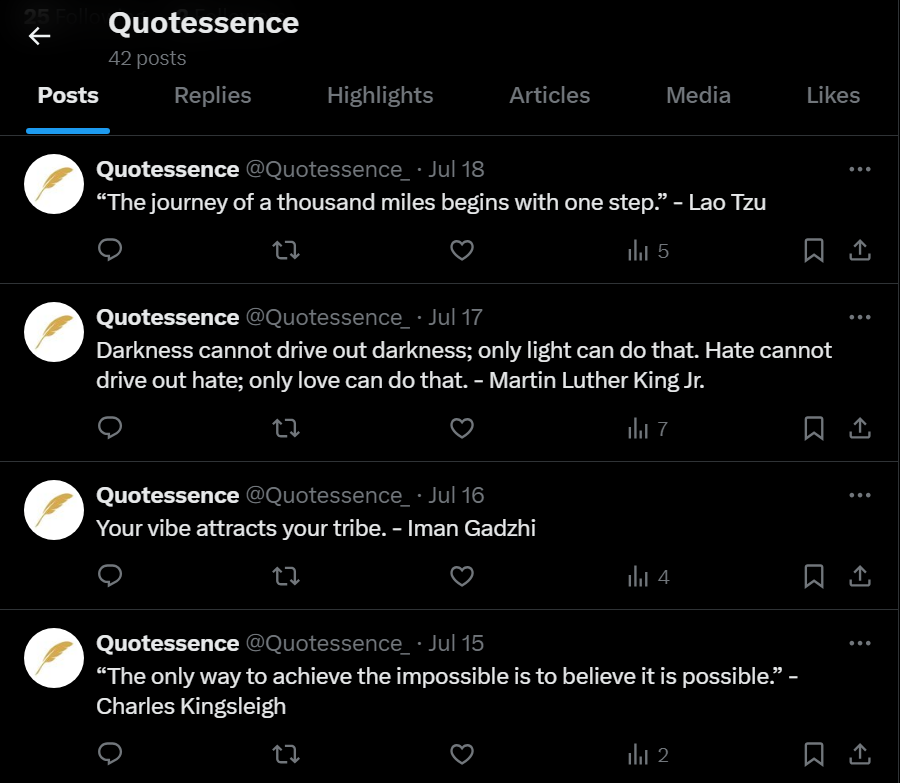 Quotessence
42 posts
Posts Replies Highlights Articles Media Likes
Quotessence @Quotessence_ · Jul 18
“The journey of a thousand miles begins with one step.” - Lao Tzu
5
Quotessence @Quotessence_ · Jul 17
Darkness cannot drive out darkness; only light can do that. Hate cannot
drive out hate; only love can do that. - Martin Luther King Jr.
7
Quotessence @Quotessence_ · Jul 16
Your vibe attracts your tribe. - Iman Gadzhi
4
Quotessence @Quotessence_ · Jul 15
“The only way to achieve the impossible is to believe it is possible.” -
Charles Kingsleigh
2